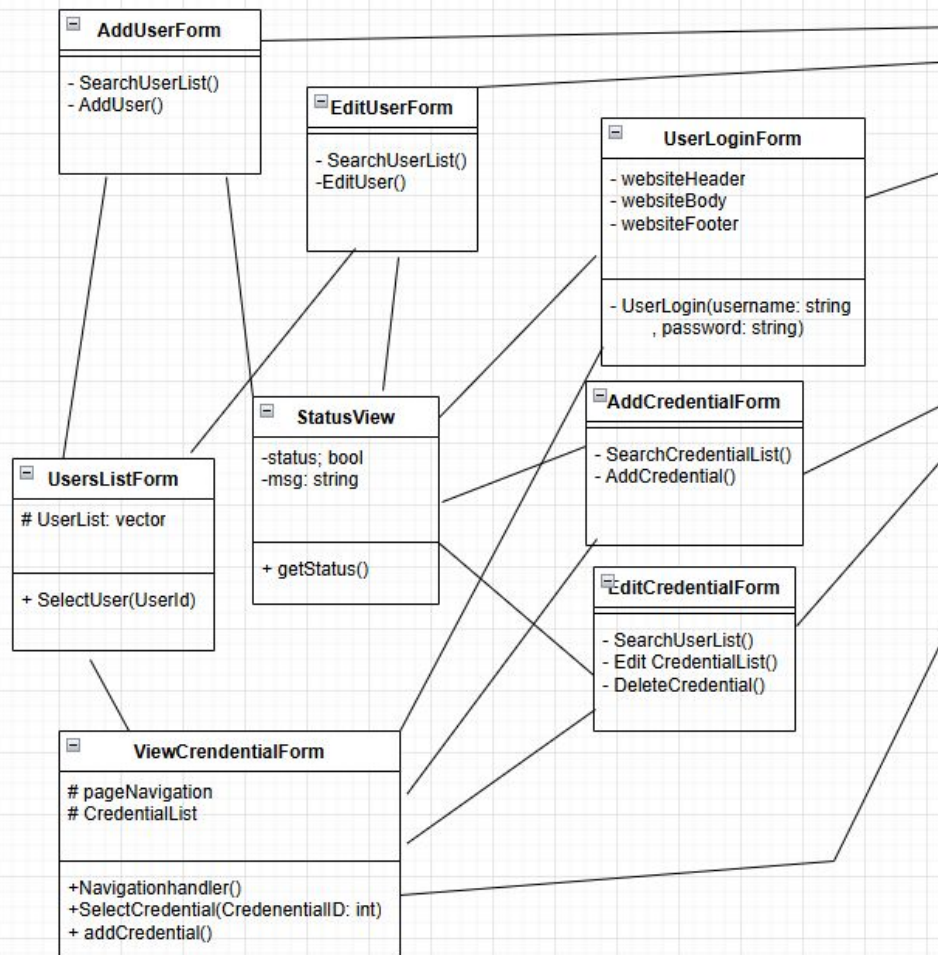 AddUserForm
- SearchUserList()
- AddUser()
EditUserForm
- SearchUserList()
-EditUser()
UserLoginForm
- websiteHeader
- websiteBody
- websiteFooter
- UserLogin(username: string
, password: string)
StatusView
-status; bool
-msg: string
+ getStatus()
AddCredentialForm
- SearchCredentialList()
- AddCredential()
UsersListForm
# UserList: vector
+ SelectUser(UserId)
EditCredentialForm
- SearchUserList()
- Edit CredentialList()
- DeleteCredential()
ViewCrendentialForm
# pageNavigation
# CredentialList
+Navigationhandler()
+SelectCredential(CredenentialID: int)
+ addCredential()